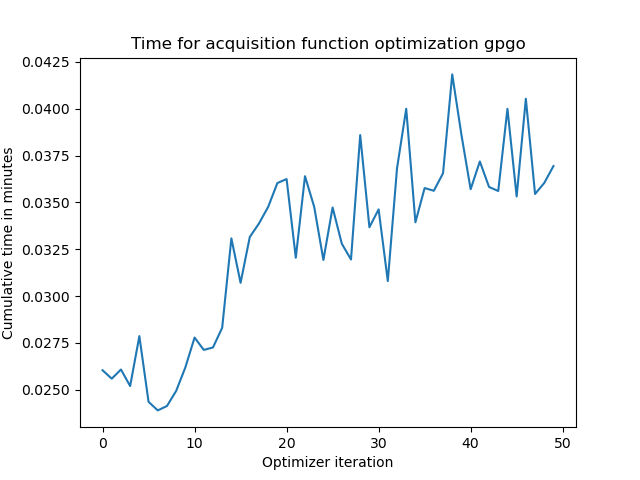 Time for acquisition function optimization gpgo
0.0425
0.0400
0.0375
0.0350
0.0325
0.0300
0.0275
0.0250
Cumulative time in minutes
0 10 20 30 40 50
Optimizer iteration